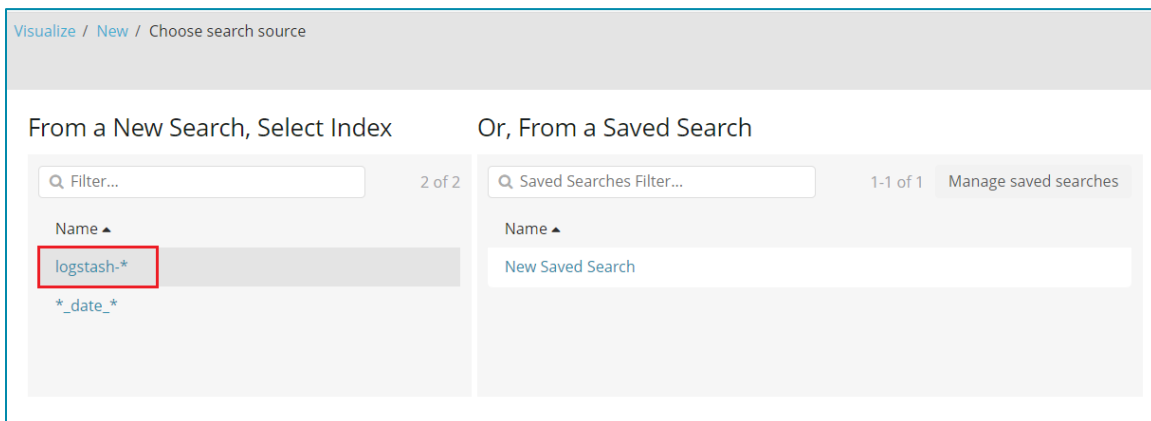 Visualize / New / Choose search source
From a New Search, Select Index
Filter...
2 of 2
Name
logstash-*
*_date_*
Or, From a Saved Search
Saved Searches Filter...
1-1 of 1
Manage saved searches
Name
New Saved Search